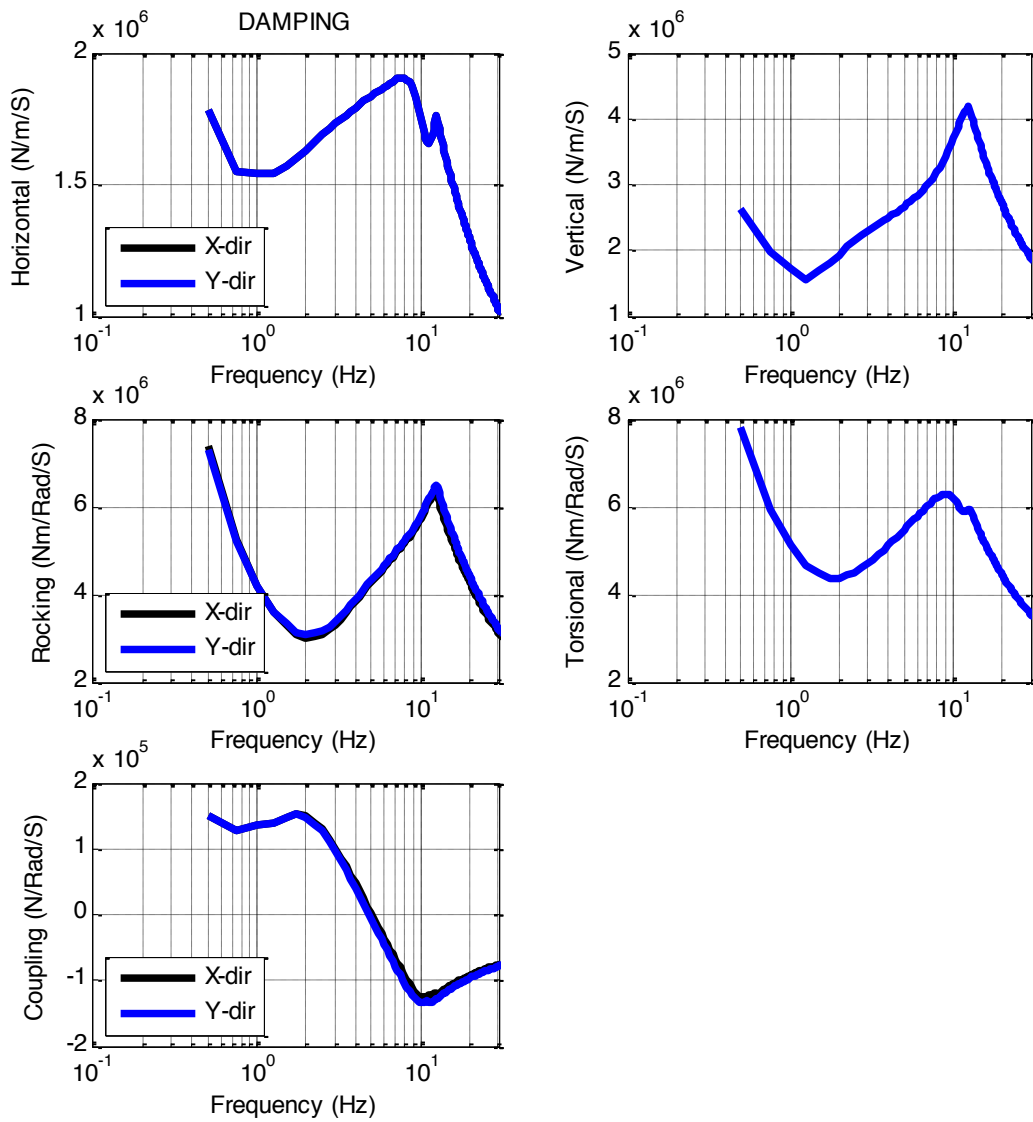 DAMPING
x 10^6
2
1.5
1
Horizontal (N/m/S)
X-dir
Y-dir
10^-1 10^0 10^1
Frequency (Hz)
x 10^6
5
4
3
2
1
Vertical (N/m/S)
10^-1 10^0 10^1
Frequency (Hz)
x 10^6
8
6
4
2
Rocking (Nm/Rad/S)
X-dir
Y-dir
10^-1 10^0 10^1
Frequency (Hz)
x 10^6
8
6
4
2
Torsional (Nm/Rad/S)
10^-1 10^0 10^1
Frequency (Hz)
x 10^5
2
1
0
-1
-2
Coupling (N/Rad/S)
X-dir
Y-dir
10^-1 10^0 10^1
Frequency (Hz)